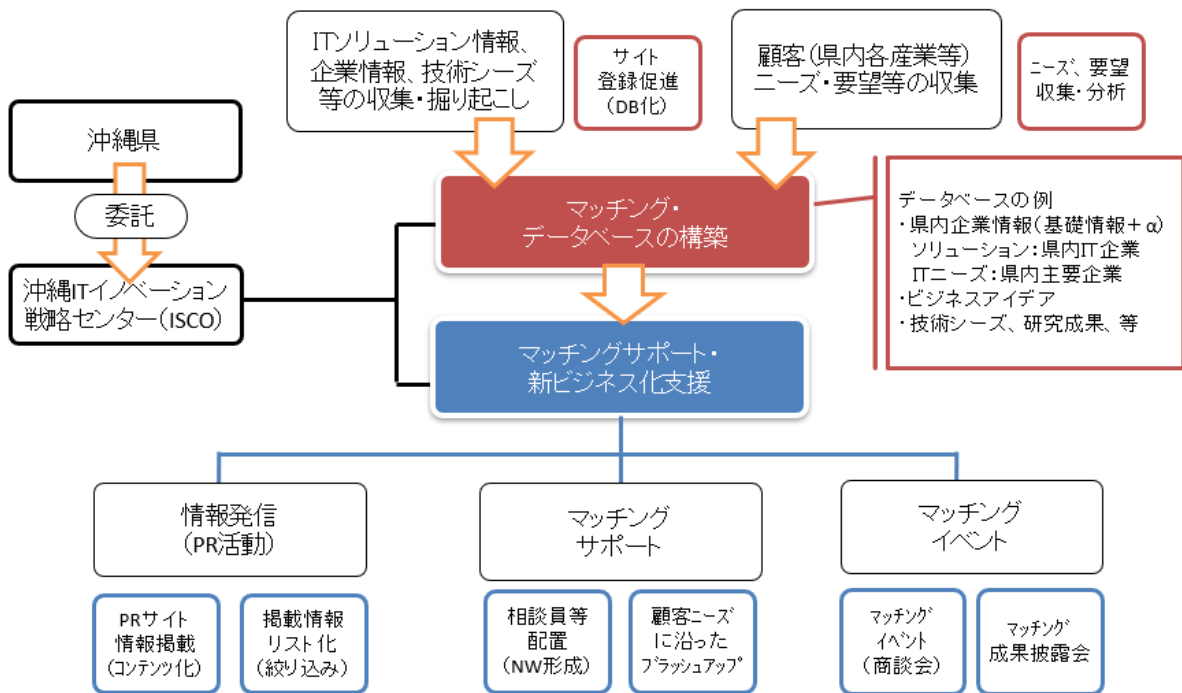 ITソリューション情報、
企業情報、技術シーズ
等の収集・掘り起こし
サイト
登録促進
(DB化)
顧客(県内各産業等)
ニーズ・要望等の収集
ニーズ、要望
収集・分析
沖縄県
委託
沖縄ITイノベーション
戦略センター(ISCO)
マッチング・
データベースの構築
データベースの例
・県内企業情報(基礎情報+α)
ソリューション:県内IT企業
ITニーズ:県内主要企業
・ビジネスアイデア
・技術シーズ、研究成果、等
マッチングサポート・
新ビジネス化支援
情報発信
(PR活動)
マッチング
サポート
マッチング
イベント
PRサイト
情報掲載
(コンテンツ化)
掲載情報
リスト化
(絞り込み)
相談員等
配置
(NW形成)
顧客ニーズ
に沿った
ブラッシュアップ
マッチング
イベント
(商談会)
マッチング
成果披露会